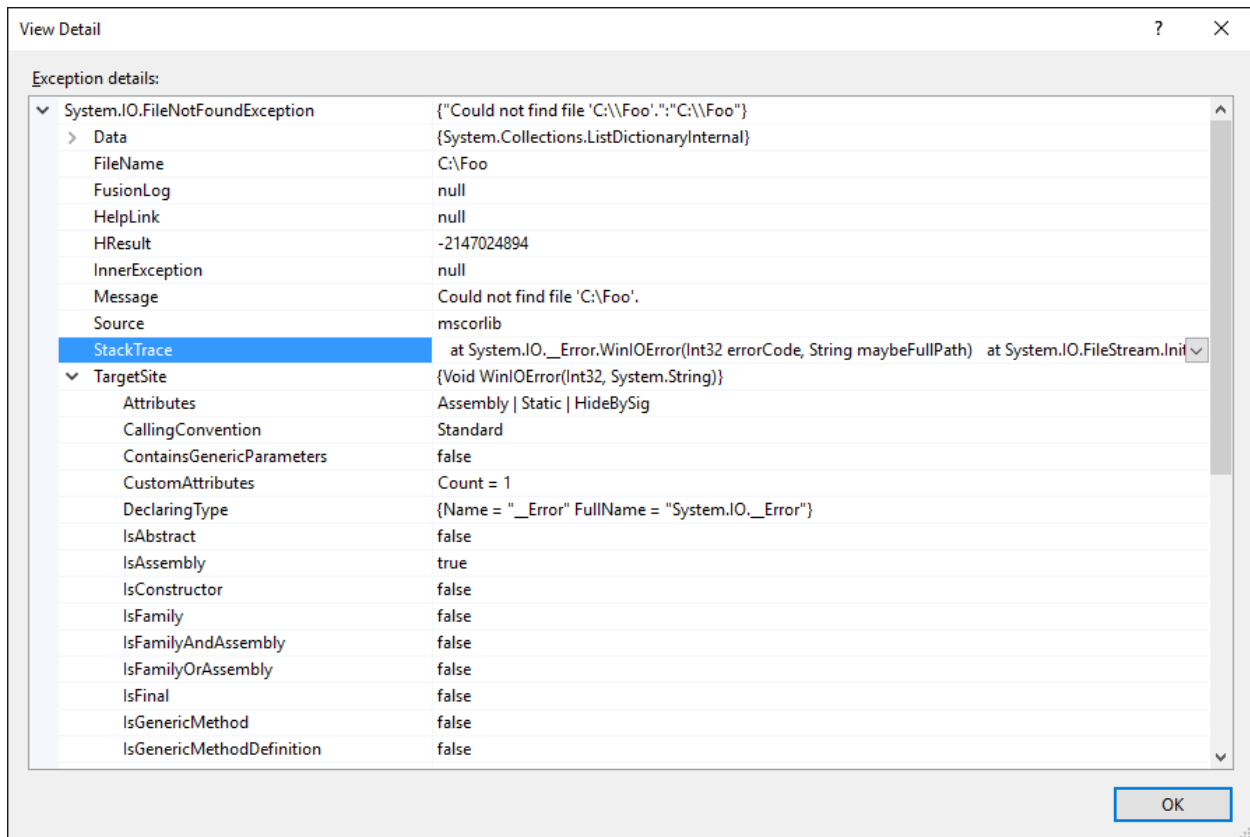 View Detail
Exception details:
System.IO.FileNotFoundException {"Could not find file 'C:\\Foo'.":"C:\\Foo"}
Data {System.Collections.ListDictionaryInternal}
FileName C:\Foo
FusionLog null
HelpLink null
HResult -2147024894
InnerException null
Message Could not find file 'C:\Foo'.
Source mscorlib
StackTrace at System.IO.__Error.WinIOError(Int32 errorCode, String maybeFullPath) at System.IO.FileStream.Init
TargetSite {Void WinIOError(Int32, System.String)}
Attributes Assembly | Static | HideBySig
CallingConvention Standard
ContainsGenericParameters false
CustomAttributes Count = 1
DeclaringType {Name = "__Error" FullName = "System.IO.__Error"}
IsAbstract false
IsAssembly true
IsConstructor false
IsFamily false
IsFamilyAndAssembly false
IsFamilyOrAssembly false
IsFinal false
IsGenericMethod false
IsGenericMethodDefinition false
OK